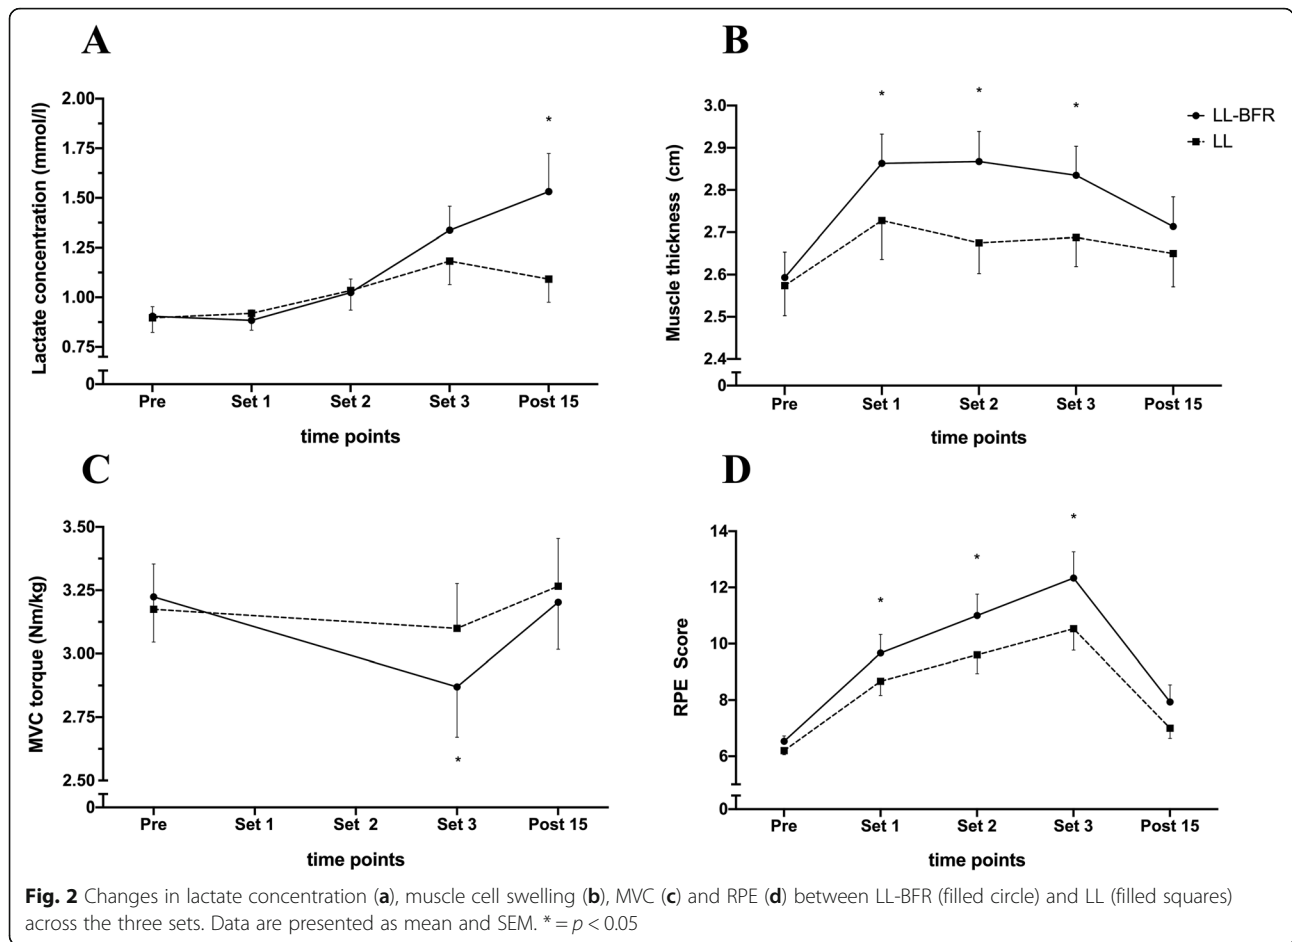 A
Lactate concentration (mmol/l)
2.00
1.75
*
1.50
1.25
1.00
0.75
0
Pre Set 1 Set 2 Set 3 Post 15
time points
B
Muscle thickness (cm)
* * *
3.0
LL-BFR
LL
2.9
2.8
2.7
2.6
2.5
2.4
0
Pre Set 1 Set 2 Set 3 Post 15
time points
C
MVC torque (Nm/kg)
3.50
3.25
3.00
2.75
*
2.50
0
Pre Set 1 Set 2 Set 3 Post 15
time points
D
RPE Score
14
*
*
12
*
10
8
6
0
Pre Set 1 Set 2 Set 3 Post 15
time points
Fig. 2 Changes in lactate concentration (a), muscle cell swelling (b), MVC (c) and RPE (d) between LL-BFR (filled circle) and LL (filled squares)
across the three sets. Data are presented as mean and SEM. * = p < 0.05